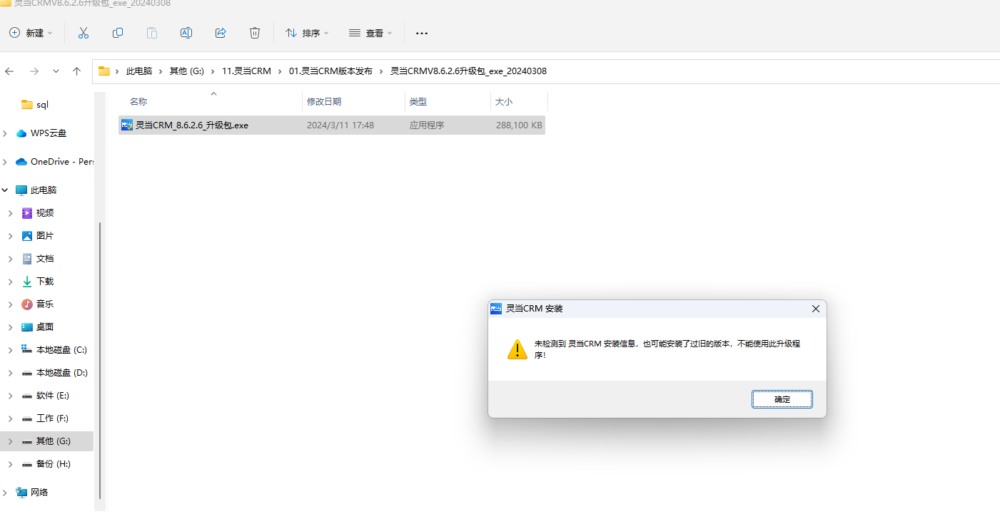 灵当CRMV8.6.2.6升级包_exe_20240308
新建
排序
查看
此电脑 其他 (G:) 11.灵当CRM 01.灵当CRM版本发布 灵当CRMV8.6.2.6升级包_exe_20240308
名称 修改日期 类型 大小
灵当CRM_8.6.2.6_升级包.exe 2024/3/11 17:48 应用程序 288,100 KB
sql
WPS云盘
OneDrive - Pers
此电脑
视频
图片
文档
下载
音乐
桌面
本地磁盘 (C:)
本地磁盘 (D:)
软件 (E:)
工作 (F:)
其他 (G:)
备份 (H:)
网络
灵当CRM 安装
未检测到 灵当CRM 安装信息，也可能安装了过旧的版本，不能使用此升级程
序！
确定